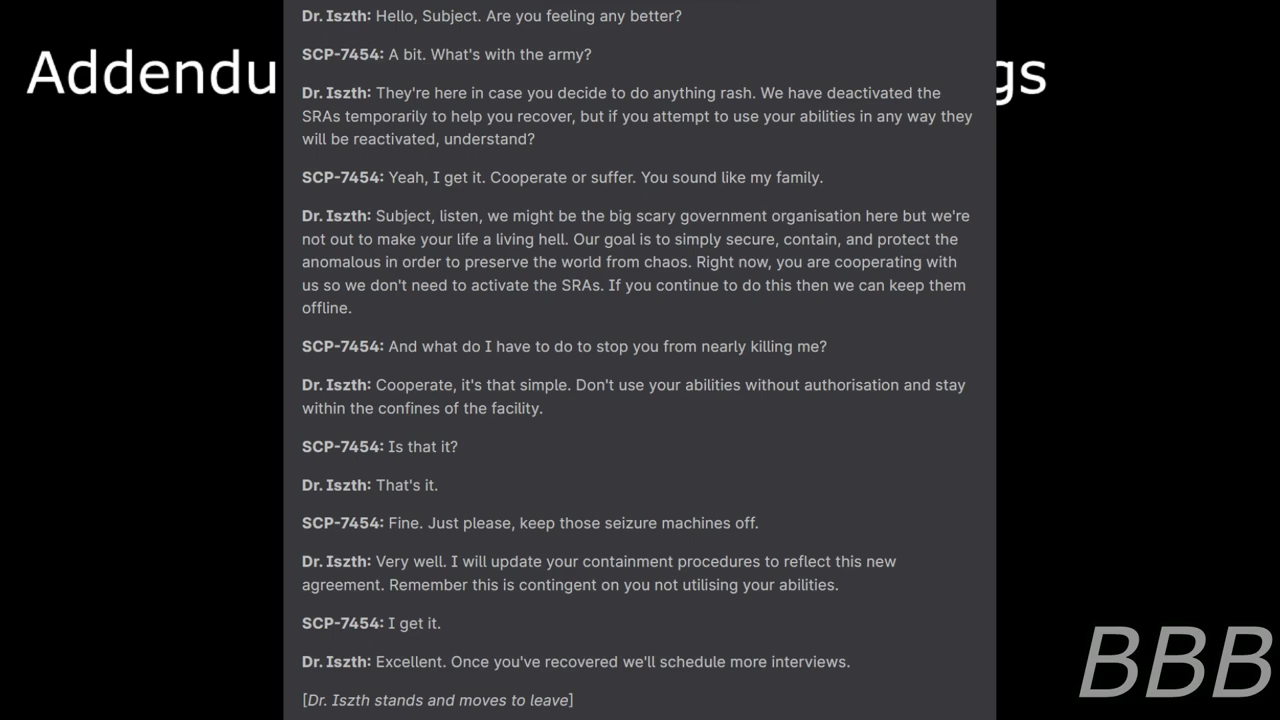 Dr. Iszth: Hello, Subject. Are you feeling any better?
SCP-7454: A bit. What's with the army?
Addendu
gs
Dr. Iszth: They're here in case you decide to do anything rash. We have deactivated the
SRAs temporarily to help you recover, but if you attempt to use your abilities in any way they
will be reactivated, understand?
SCP-7454: Yeah, I get it. Cooperate or suffer. You sound like my family.
Dr. Iszth: Subject, listen, we might be the big scary government organisation here but we're
not out to make your life a living hell. Our goal is to simply secure, contain, and protect the
anomalous in order to preserve the world from chaos. Right now, you are cooperating with
us so we don't need to activate the SRAs. If you continue to do this then we can keep them
offline.
SCP-7454: And what do I have to do to stop you from nearly killing me?
Dr. Iszth: Cooperate, it's that simple. Don't use your abilities without authorisation and stay
within the confines of the facility.
SCP-7454: Is that it?
Dr. Iszth: That's it.
SCP-7454: Fine. Just please, keep those seizure machines off.
Dr. Iszth: Very well. I will update your containment procedures to reflect this new
agreement. Remember this is contingent on you not utilising your abilities.
SCP-7454: I get it.
Dr. Iszth: Excellent. Once you've recovered we'll schedule more interviews.
[Dr. Iszth stands and moves to leave]
BBB